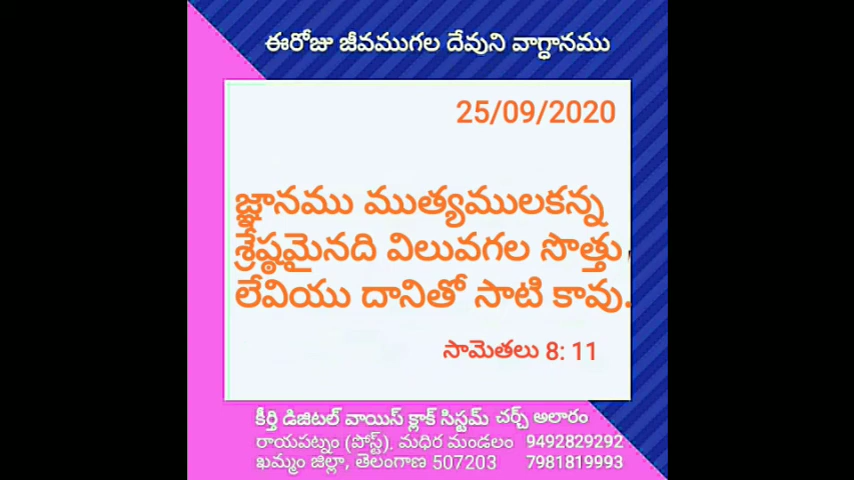 ఈరోజు జీవముగల దేవుని వాగ్ధానము
25/09/2020
జ్ఞానము ముత్యములకన్న
శ్రేష్ఠమైనది విలువగల సొత్తు,
లేవియు దానితో సాటి కావు.
సామెతలు 8: 11
కీర్తి డిజిటల్ వాయిస్ క్లాక్ సిస్టమ్ చర్చ్ అలారం
రాయపట్నం (పోస్ట్). మధిర మండలం 9492829292
ఖమ్మం జిల్లా, తెలంగాణ 507203 7981819993